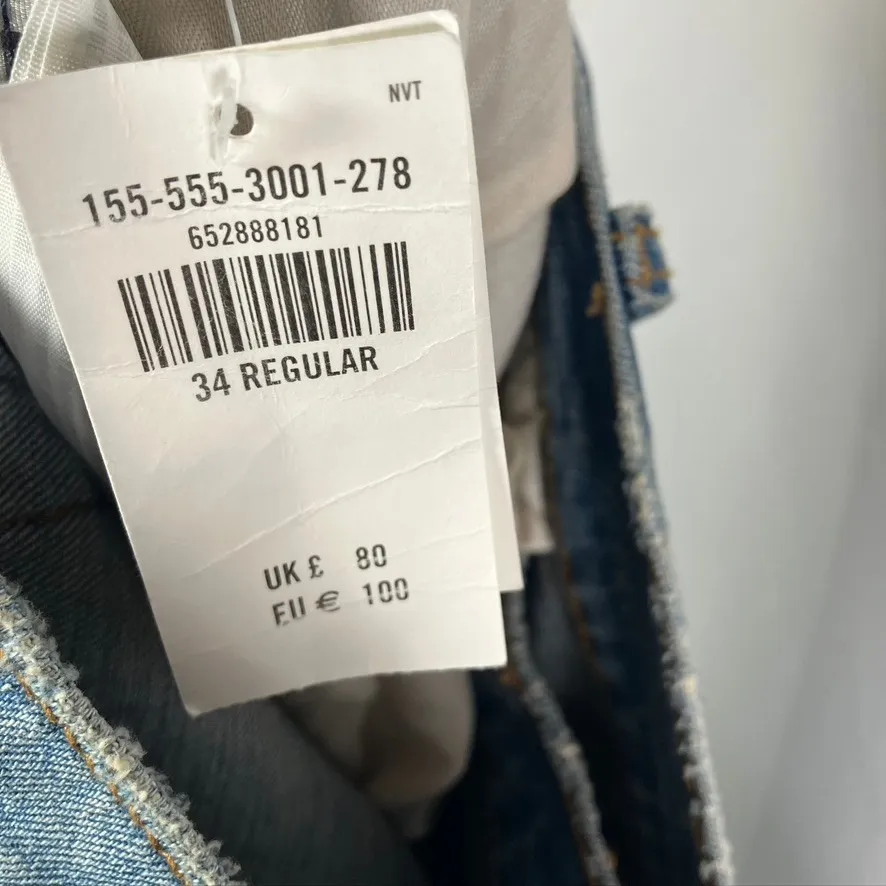 NVT
155-555-3001-278
652888181
34 REGULAR
UK £ 80
EU € 100